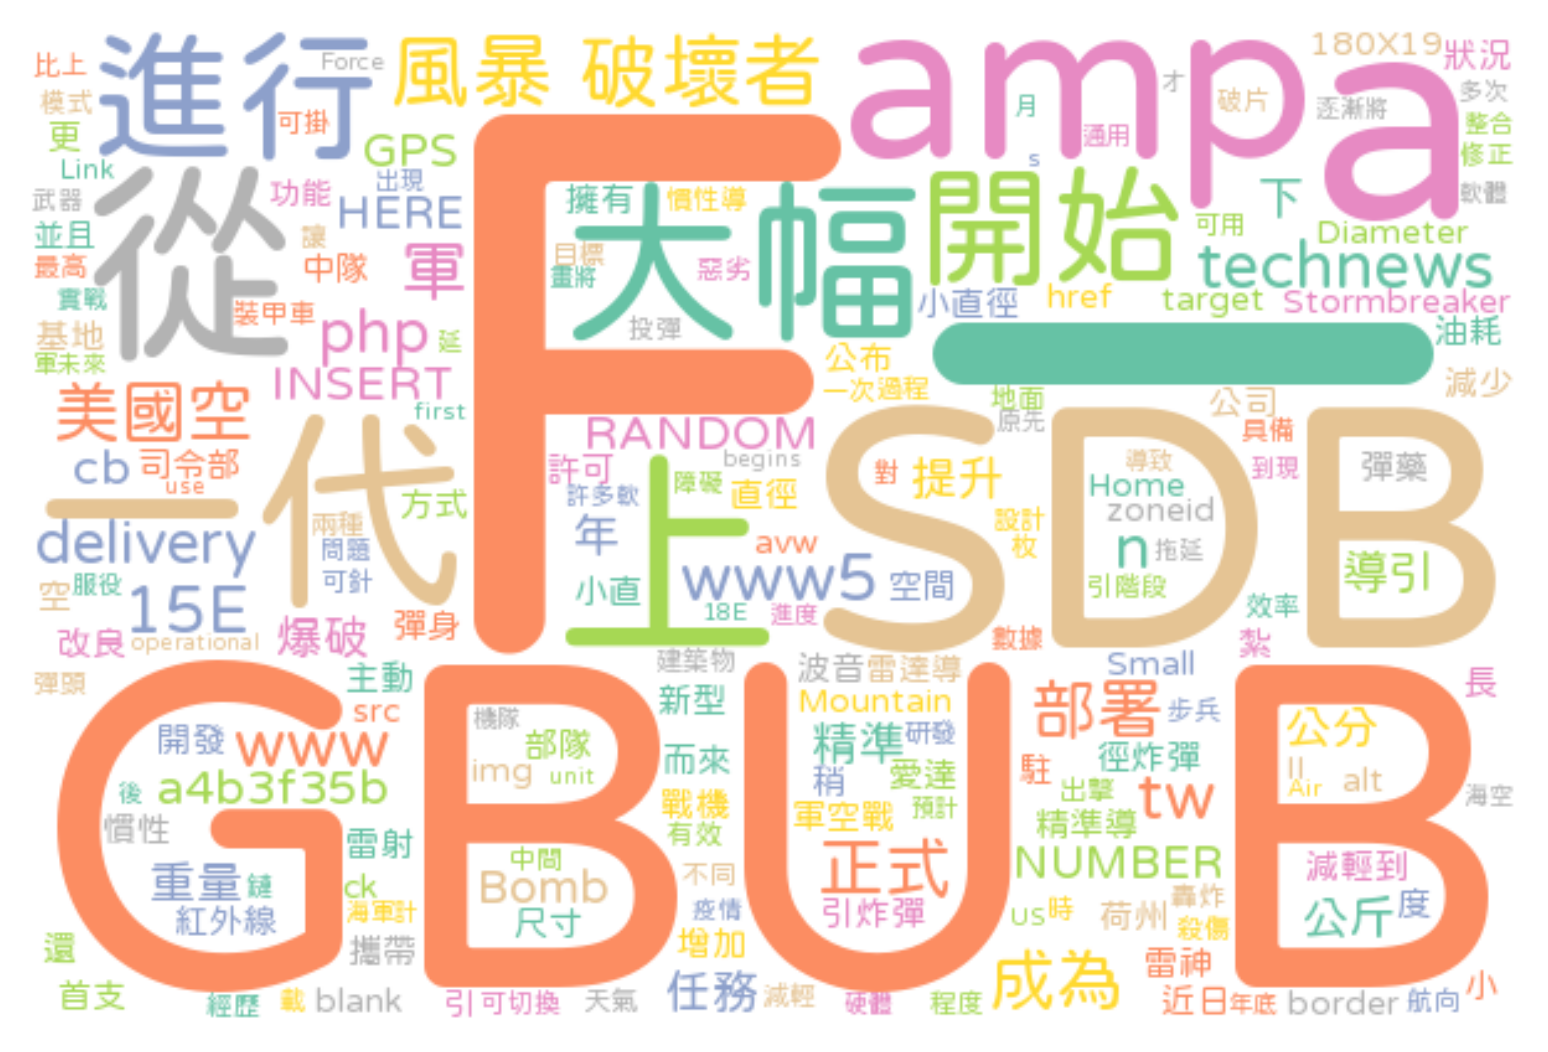 比上 進行 Force 風暴 破壞者 ampa 180X19 狀況
模式 可掛 才 月 破片 逐漸將 多次
更 GPS 通用 整合
Link 功能 出現 s 修正
武器 HERE 擁有 慣性導 開始 下 軟體
並且 從 讓 軍 F 大幅 可用 Diameter
最高 中隊 目標 惡劣 technews
實戰 裝甲車 畫將 小直徑 href target Stormbreaker
基地 php 延 投彈 一 油耗
軍未來 INSERT 公布 減少
美國空 first 一次過程 地面 公司
RANDOM 原先 具備
cb 司令部 許可 begins SDB 對 提升 導致 到現 彈藥
use 代 方式 許多軟 障礙 直徑 Home
一 兩種 年 上 設計 zoneid
delivery 問題 avw 枚 n 拖延 導引
空 服役 可針 小直 www5 空間 引階段
15E 彈身 18E 進度 效率
改良 operational 爆破 數據 紮
彈頭 主動 建築物 波音 雷達導 Small 長
GBU B src 新型 Mountain 部署 步兵
開發 www 機隊 部隊 而來 精準 研發 徑炸彈 公分
後 a4b3f35b img unit 稍 愛達 駐 出擊 tw ll Air alt 海空
慣性 雷射 戰機 有效 軍空戰 預計 精準導
重量 鏈 ck 中間 Bomb 不同 正式 NUMBER 減輕到
紅外線 海軍計 尺寸 疫情 引炸彈 us 時 荷州 轟炸 公斤 度
還 攜帶 增加 殺傷
首支 經歷 載 blank 引 可切換 天氣 任務 減輕 硬體 程度 成為 雷神 近日 年底 border 航向 小